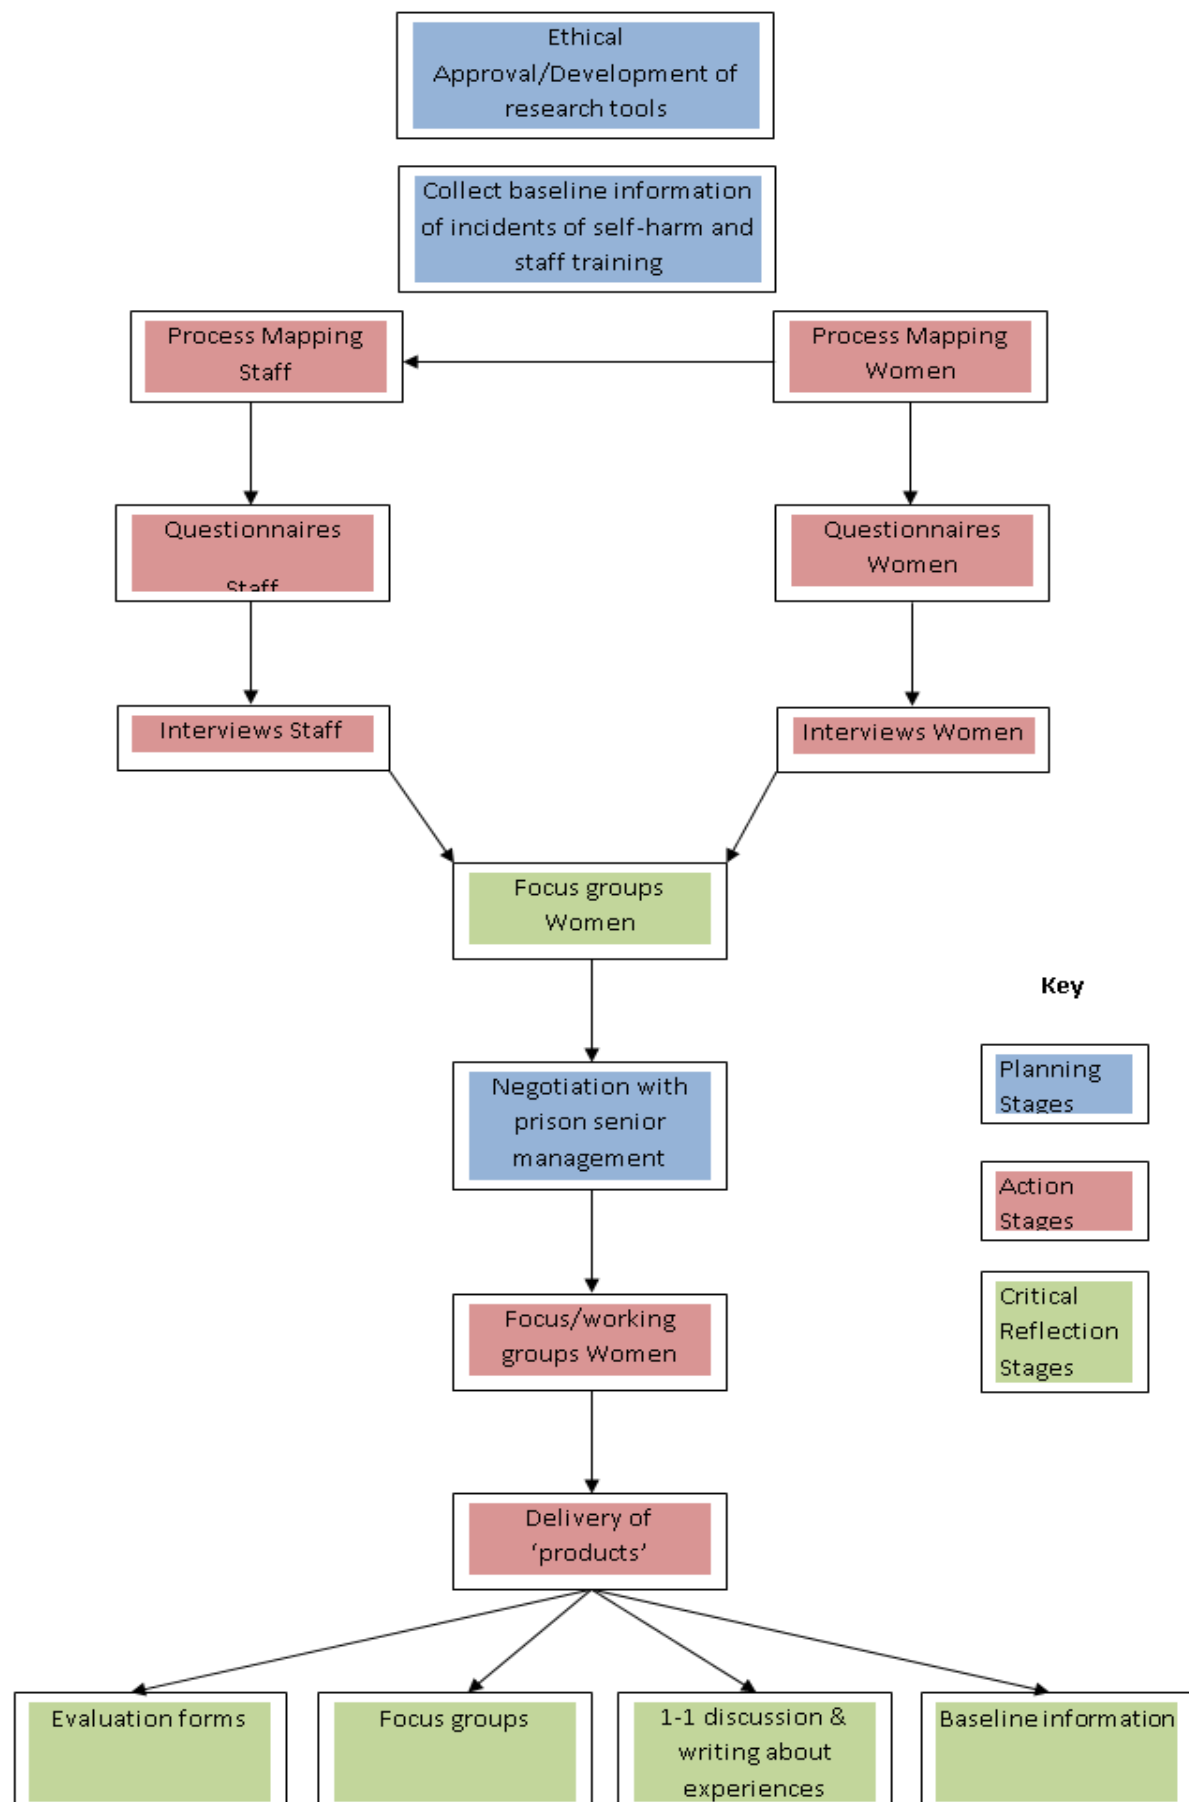 Ethical
Approval/Development of
research tools
Collect baseline information
of incidents of self-harm and
staff training
Process Mapping
Staff
Process Mapping
Women
Questionnaires
Staff
Questionnaires
Women
Interviews Staff
Interviews Women
Focus groups
Women
Key
Planning
Stages
Negotiation with
prison senior
management
Action
Stages
Critical
Reflection
Stages
Focus/working
groups Women
Delivery of
‘products’
Evaluation forms
Focus groups
1-1 discussion &
writing about
experiences
Baseline information